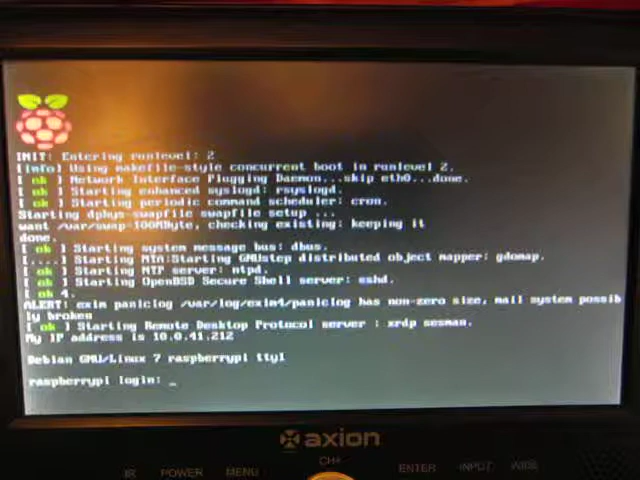 INIT: Entering runlevel: 2
[info] Using makefile-style concurrent boot in runlevel 2.
[ ok ] Network Interface Plugging Daemon...skip eth0...done.
[ ok ] Starting enhanced syslogd: rsyslogd.
[ ok ] Starting periodic command scheduler: cron.
Starting dphys-swapfile swapfile setup ...
want /var/swap=100MByte, checking existing: keeping it
done.
[ ok ] Starting system message bus: dbus.
[....] Starting MTA:Starting GNUstep distributed object mapper: gdomap.
[ ok ] Starting NTP server: ntpd.
[ ok ] Starting OpenBSD Secure Shell server: sshd.
[ ok 4.
ALERT: exim paniclog /var/log/exim4/paniclog has non-zero size, mail system possib
ly broken
[ ok ] Starting Remote Desktop Protocol server : xrdp sesman.
My IP address is 10.0.41.212
Debian GNU/Linux 7 raspberrypi tty1
raspberrypi login: _
axion
IR POWER MENU CH+ ENTER INPUT WIDE